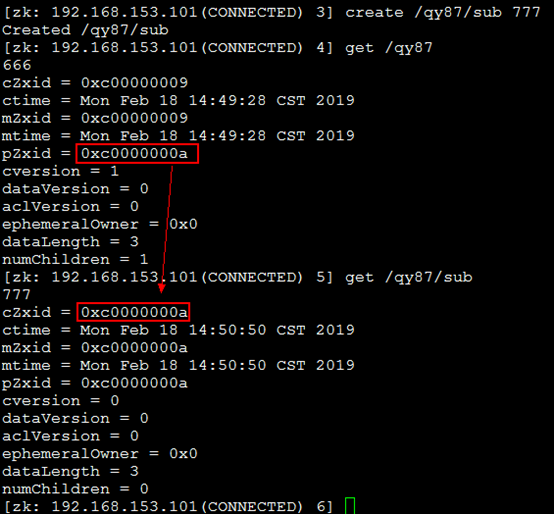 [zk: 192.168.153.101(CONNECTED) 3] create /qy87/sub 777
Created /qy87/sub
[zk: 192.168.153.101(CONNECTED) 4] get /qy87
666
cZxid = 0xc00000009
ctime = Mon Feb 18 14:49:28 CST 2019
mZxid = 0xc00000009
mtime = Mon Feb 18 14:49:28 CST 2019
pZxid = 0xc0000000a
cversion = 1
dataVersion = 0
aclVersion = 0
ephemeralOwner = 0x0
dataLength = 3
numChildren = 1
[zk: 192.168.153.101(CONNECTED) 5] get /qy87/sub
777
cZxid = 0xc0000000a
ctime = Mon Feb 18 14:50:50 CST 2019
mZxid = 0xc0000000a
mtime = Mon Feb 18 14:50:50 CST 2019
pZxid = 0xc0000000a
cversion = 0
dataVersion = 0
aclVersion = 0
ephemeralOwner = 0x0
dataLength = 3
numChildren = 0
[zk: 192.168.153.101(CONNECTED) 6]